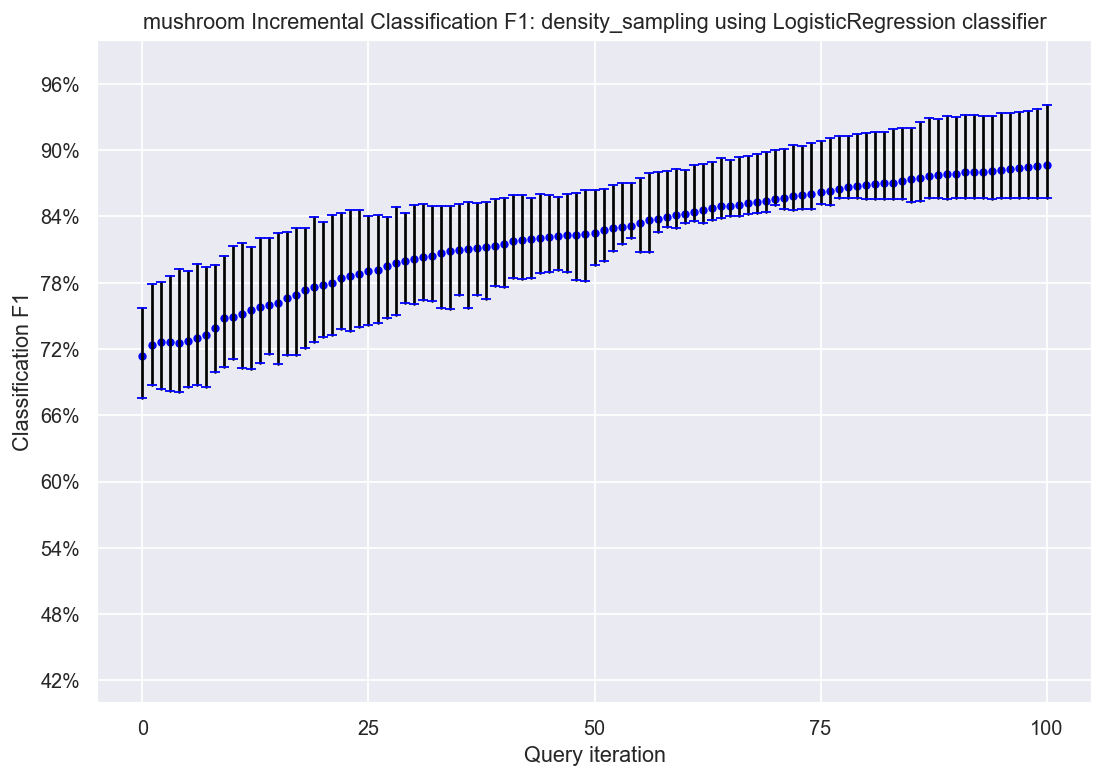 mushroom Incremental Classification F1: density_sampling using LogisticRegression classifier
96%
90%
84%
78%
72%
66%
60%
54%
48%
42%
Classification F1
0 25 50 75 100
Query iteration